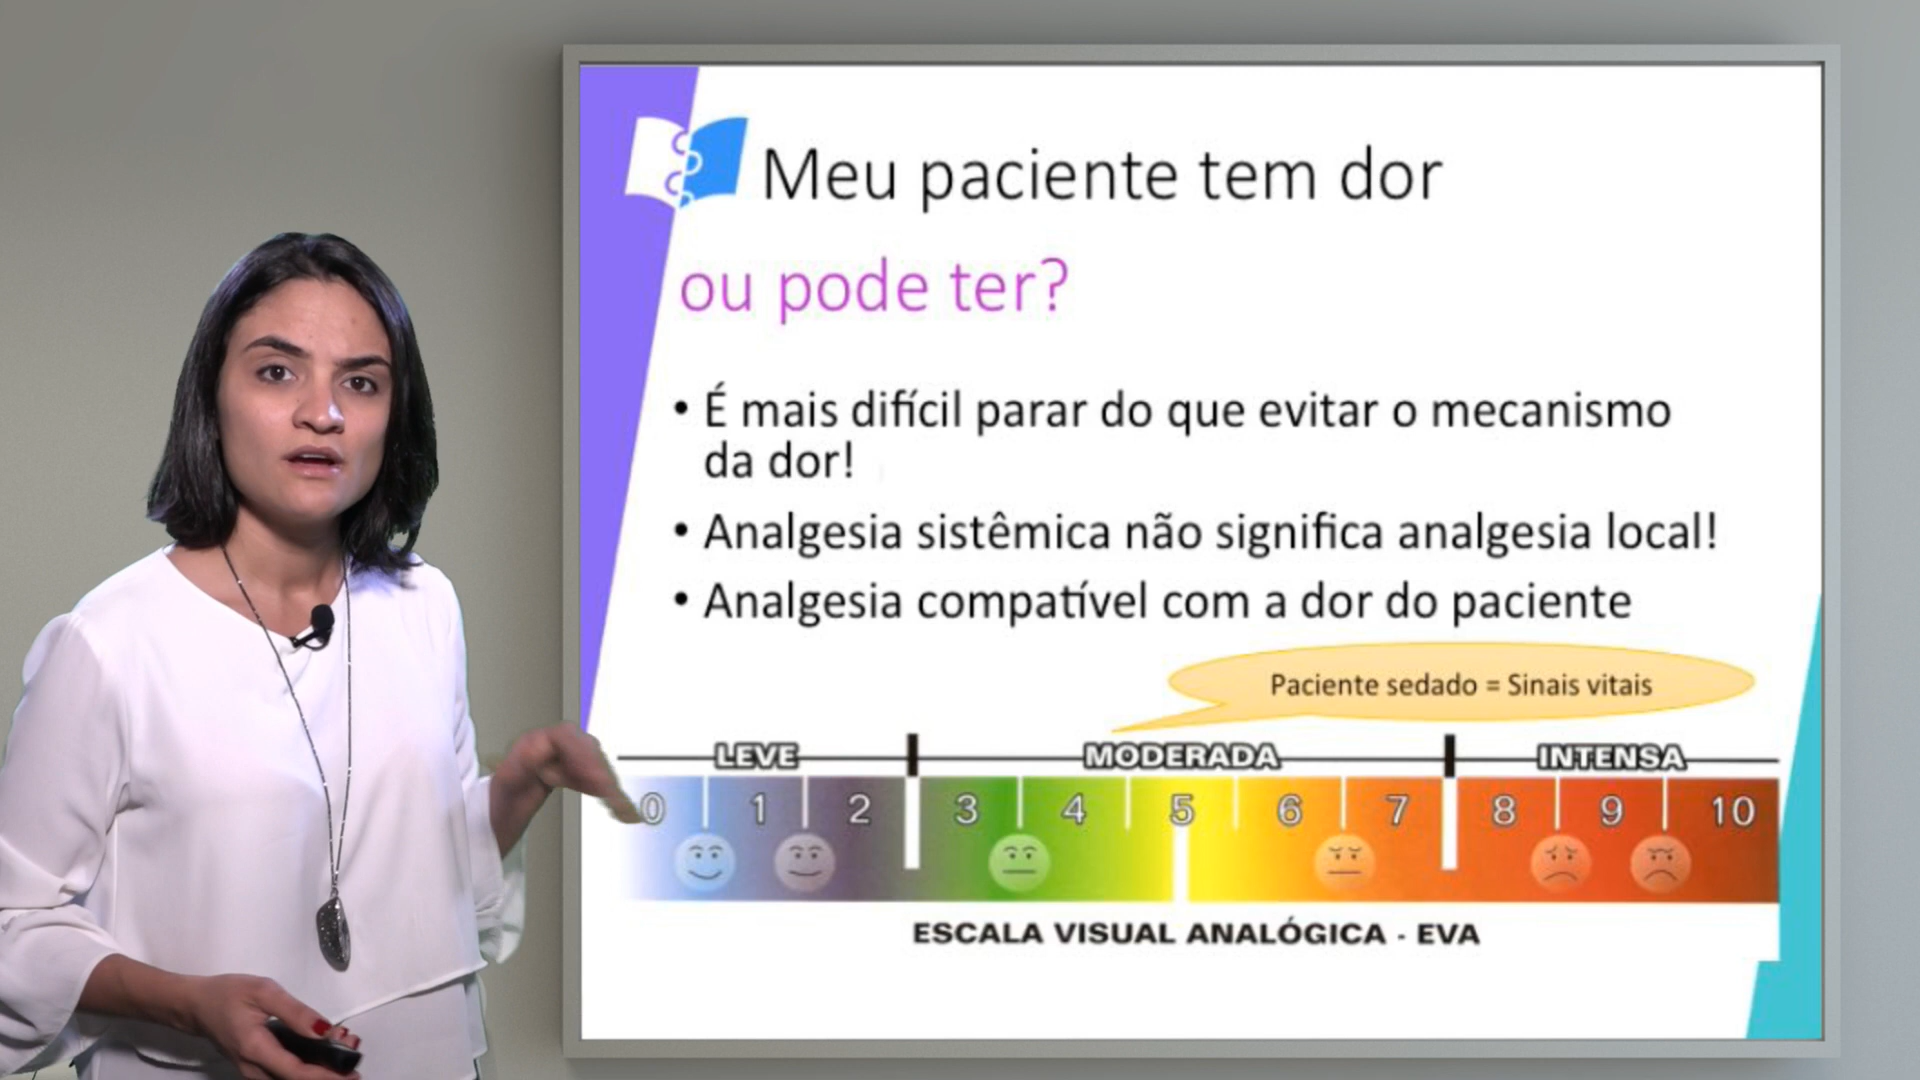 Meu paciente tem dor
ou pode ter?
• É mais difícil parar do que evitar o mecanismo
da dor!
• Analgesia sistêmica não significa analgesia local!
• Analgesia compatível com a dor do paciente
Paciente sedado = Sinais vitais
LEVE MODERADA INTENSA
0 1 2 3 4 5 6 7 8 9 10
ESCALA VISUAL ANALÓGICA - EVA